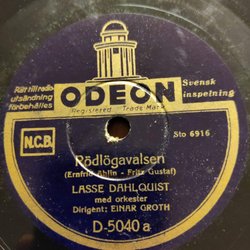 Rätt till radio-
utsändning
förbehålles
Svensk
inspelning
ODEON
Registered Trade Mark
N.C.B.
Sto 6916
Rödlögavalsen
(Ernfrid Ahlin - Fritz Gustaf)
LASSE DAHLQUIST
med orkester
Dirigent: EINAR GROTH
D-5040 a